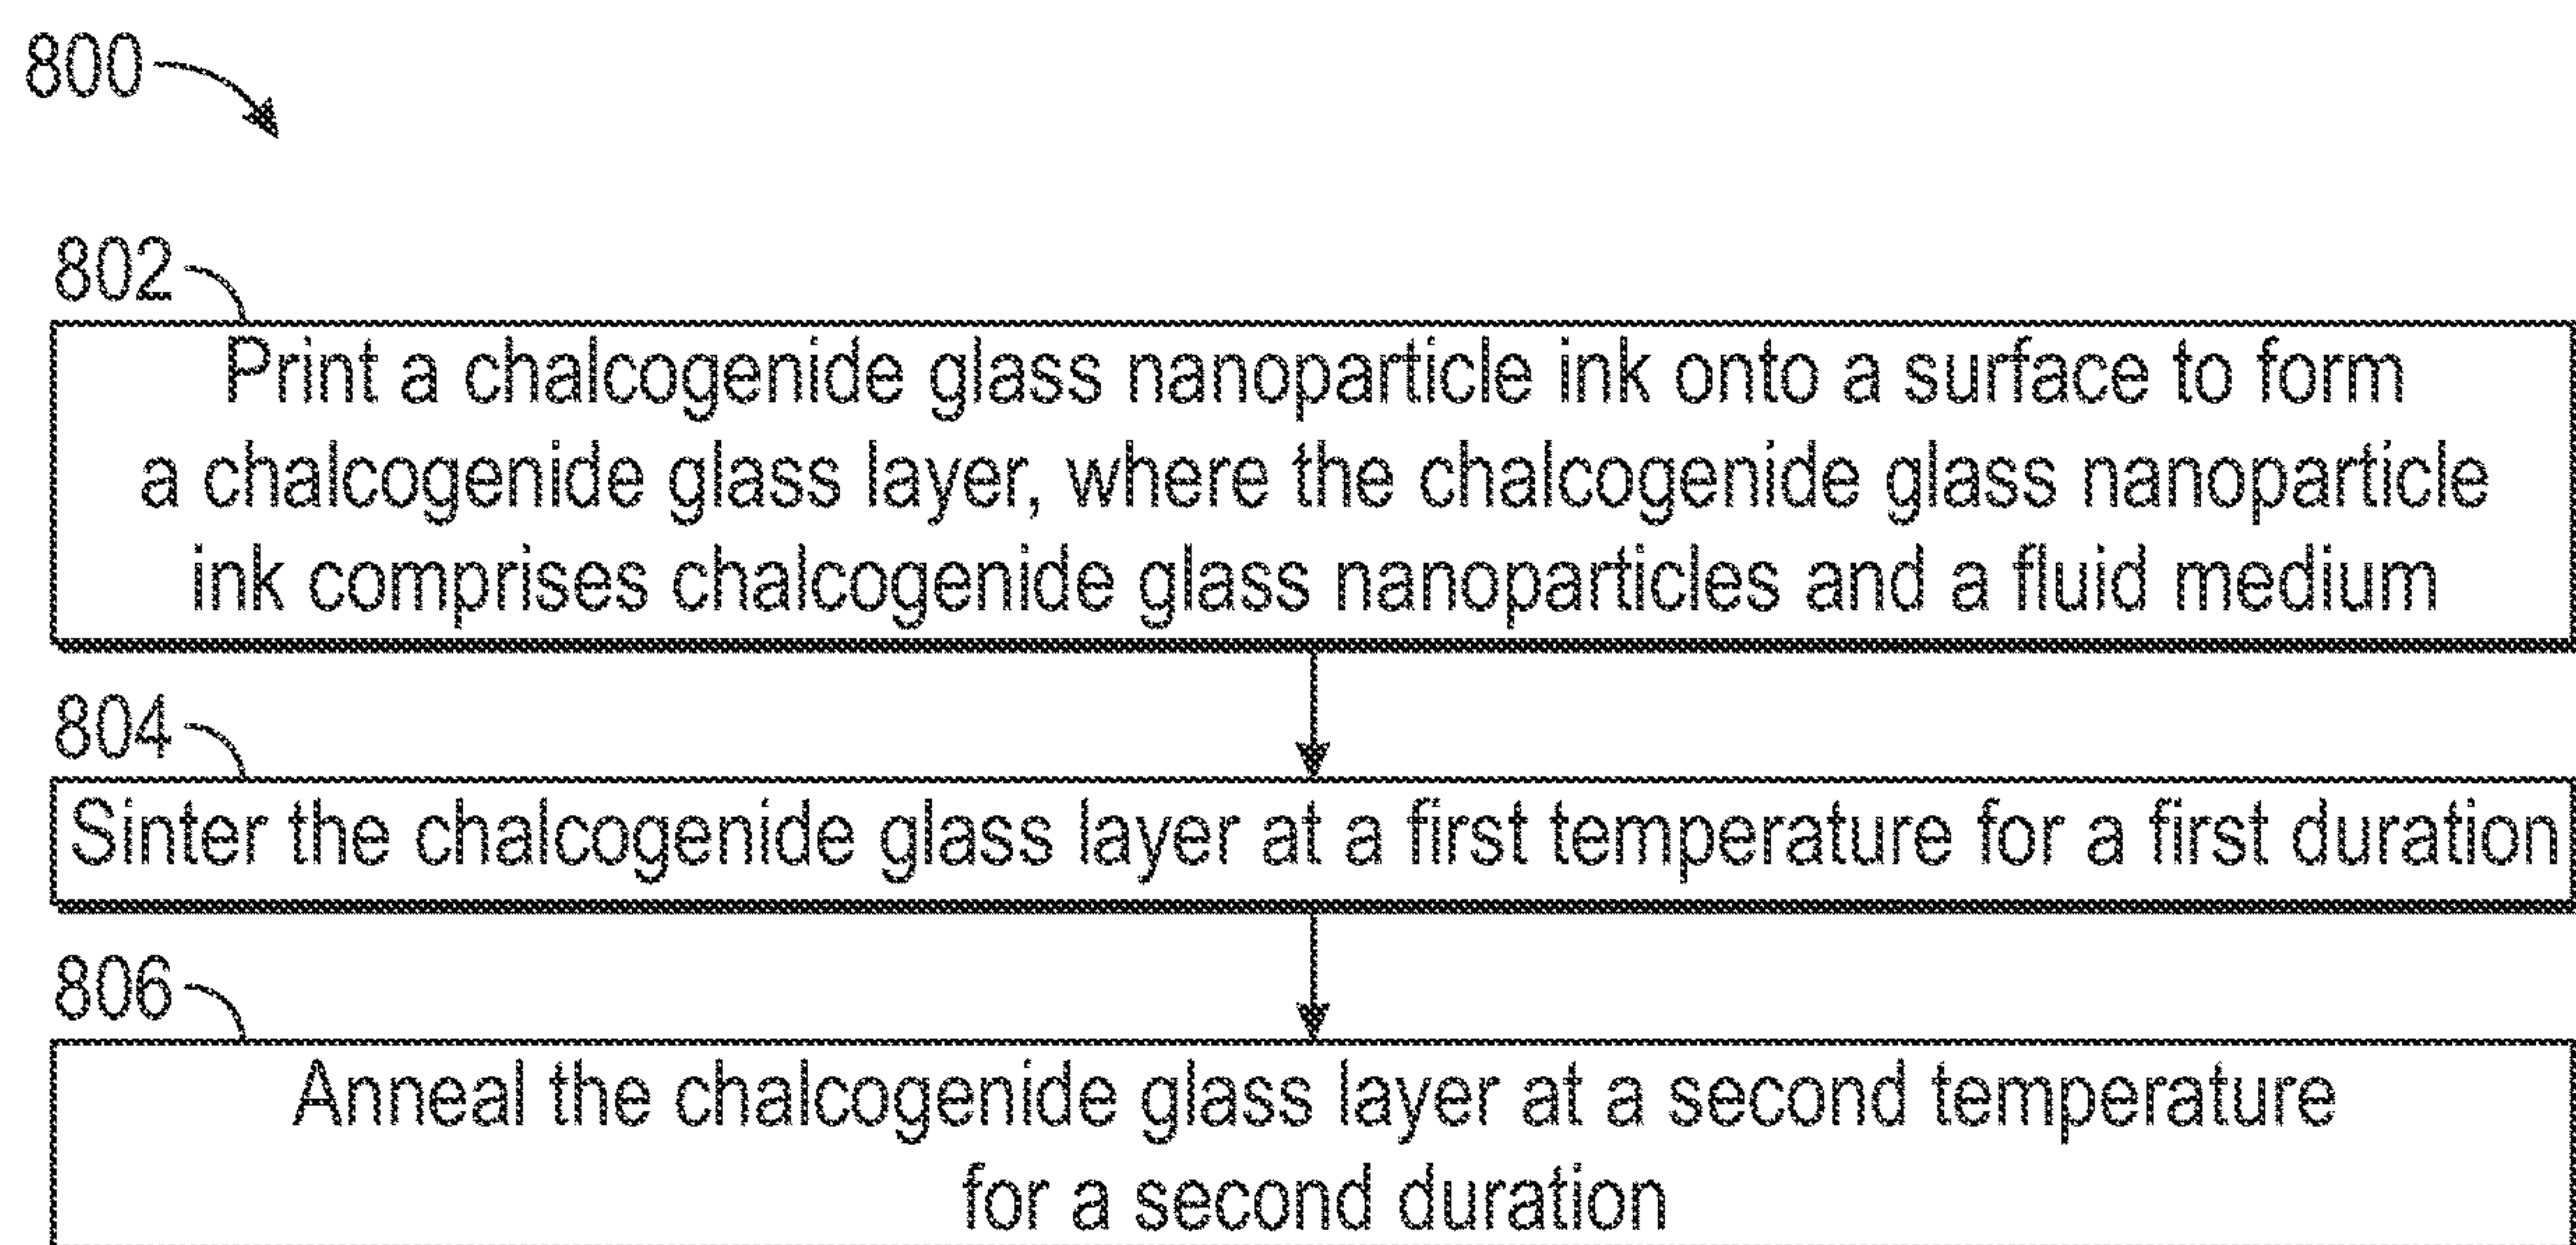 800
802
Print a chalcogenide glass nanoparticle ink onto a surface to form
a chalcogenide glass layer, where the chalcogenide glass nanoparticle
ink comprises chalcogenide glass nanoparticles and a fluid medium
804
Sinter the chalcogenide glass layer at a first temperature for a first duration
806
Anneal the chalcogenide glass layer at a second temperature
for a second duration